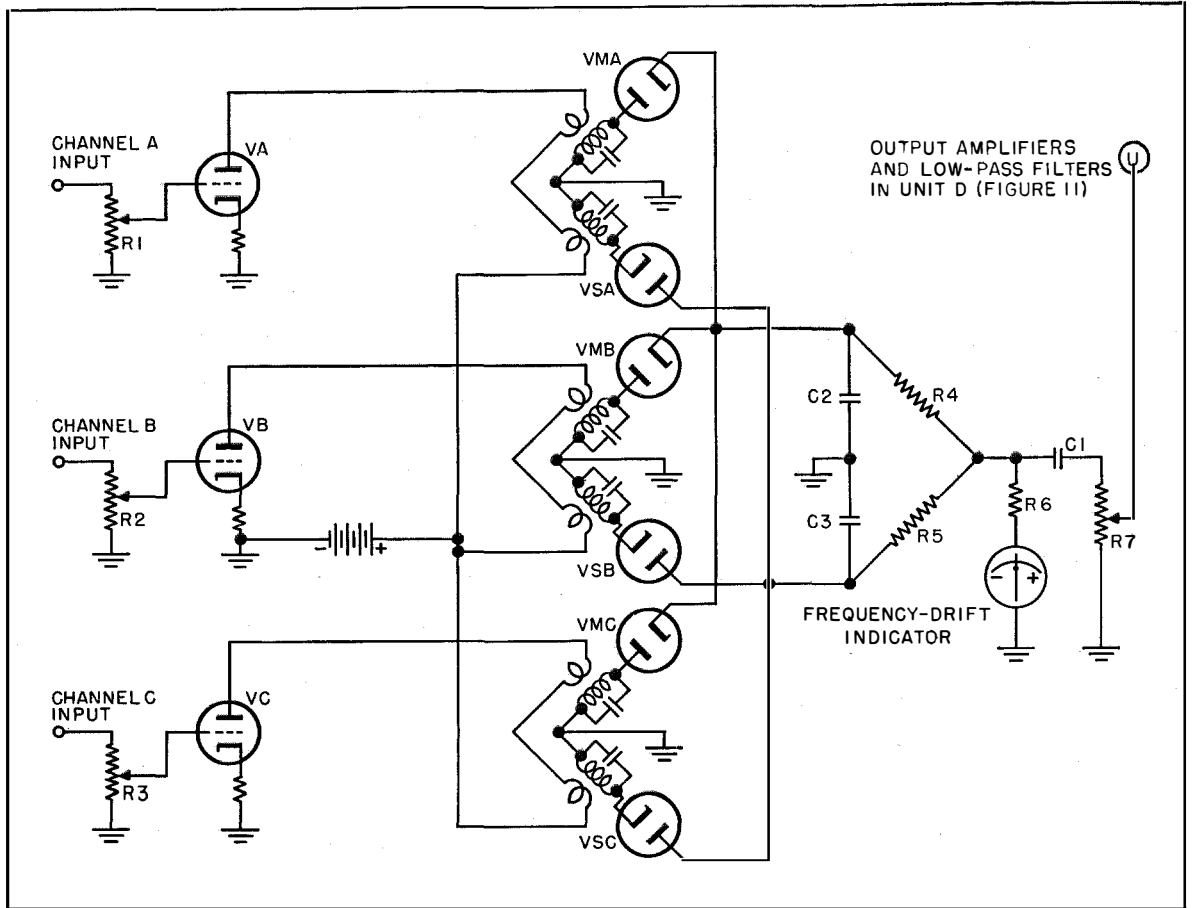 VMA
CHANNEL A
INPUT
VA
R1
VSA
OUTPUT AMPLIFIERS
AND LOW-PASS FILTERS
IN UNIT D (FIGURE 11)
U
VMB
CHANNEL B
INPUT
VB
R2
- +
VSB
C2
C3
R4
R5
C1
R6
R7
- +
FREQUENCY-DRIFT
INDICATOR
VMC
CHANNEL C
INPUT
VC
R3
VSC